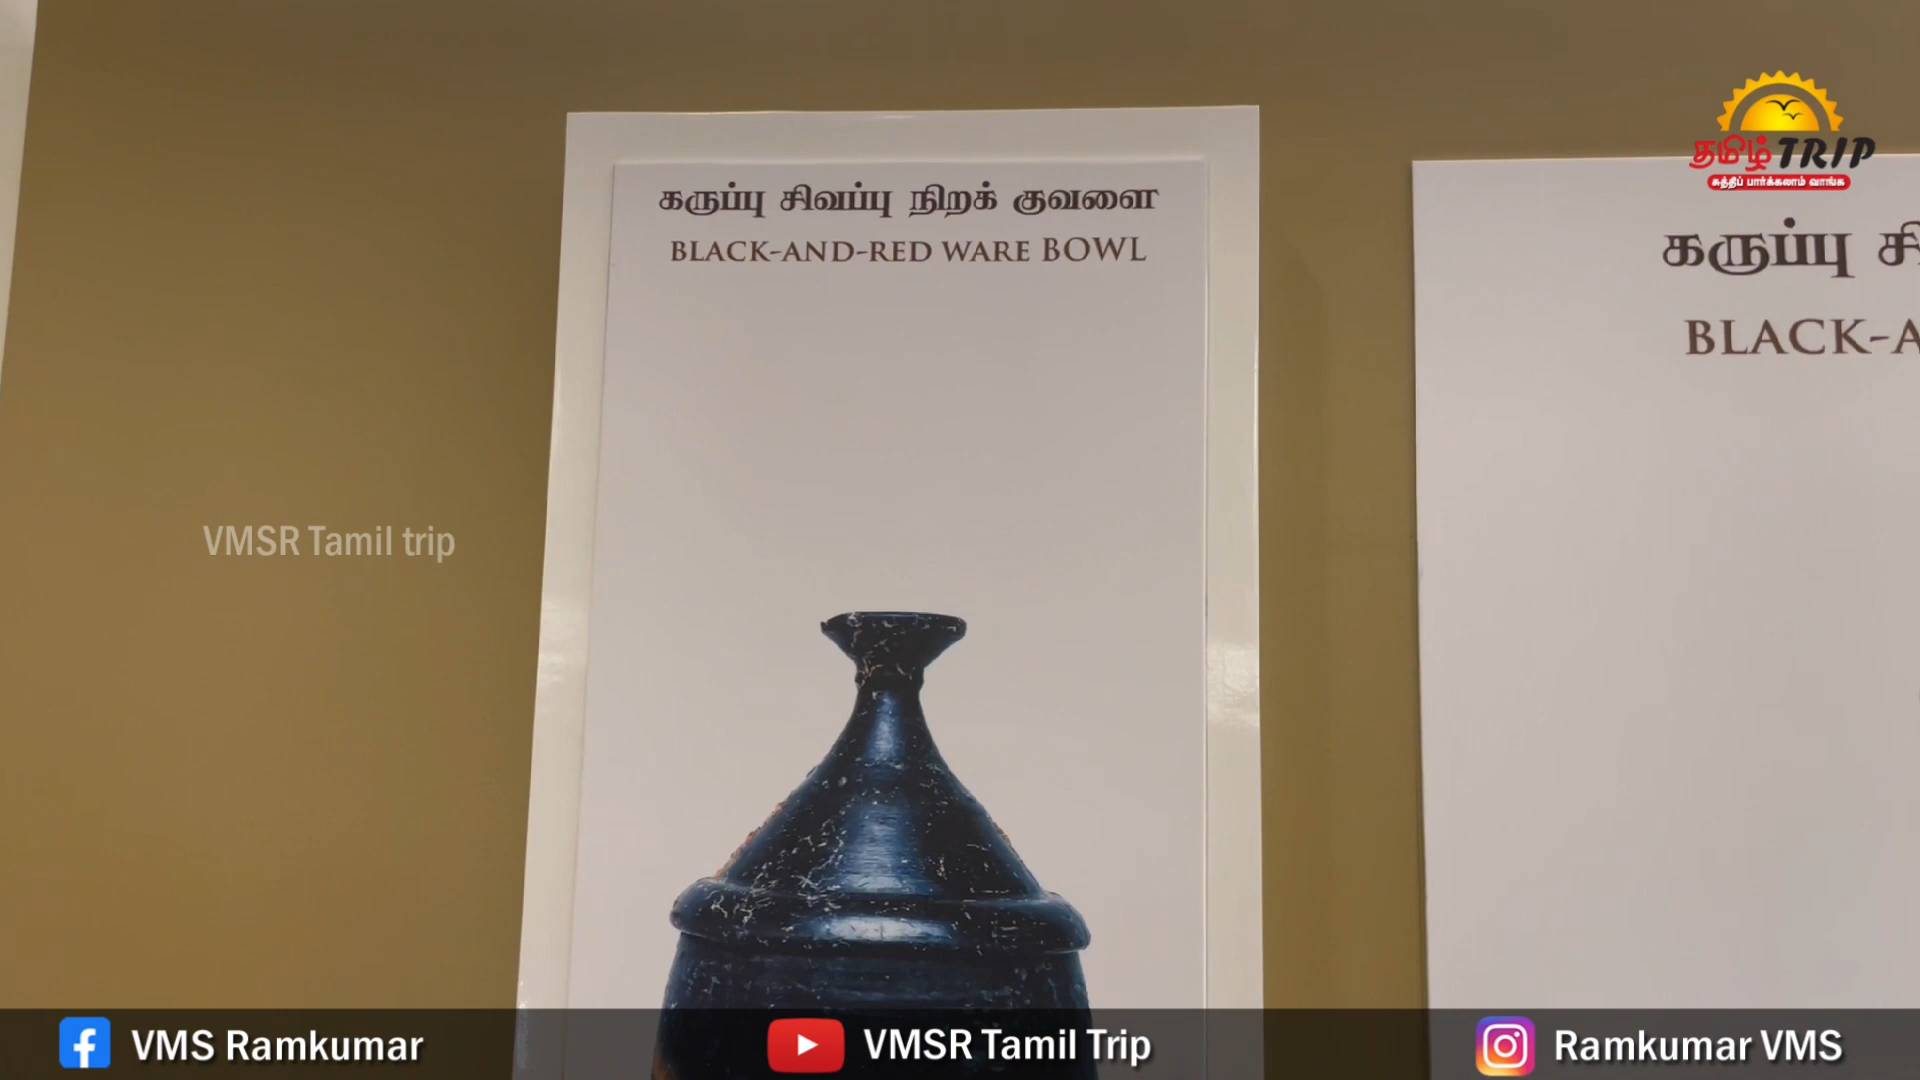 தமிழ் TRIP
சுத்திப் பார்க்கலாம் வாங்க
கருப்பு சிவப்பு நிறக் குவளை
BLACK-AND-RED WARE BOWL
கருப்பு சி
BLACK-A
VMSR Tamil trip
VMS Ramkumar
VMSR Tamil Trip
Ramkumar VMS